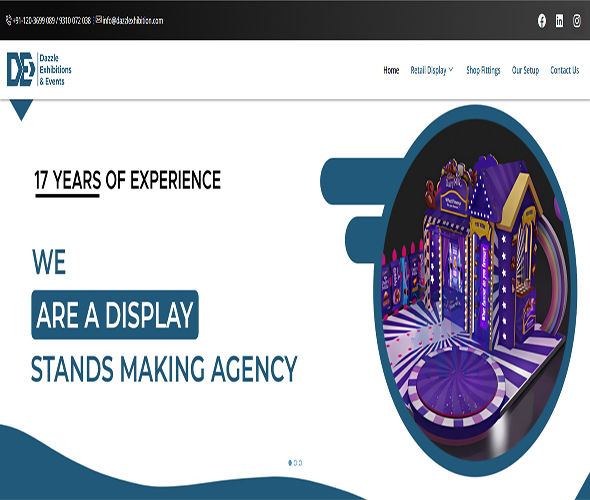 +91-120-3699 089 / 9310 072 038 | info@dazzlexhibition.com
DE
Dazzle
Exhibitions
& Events
Home Retail Display Shop Fittings Our Setup Contact Us
17 YEARS OF EXPERIENCE
WE
ARE A DISPLAY
STANDS MAKING AGENCY